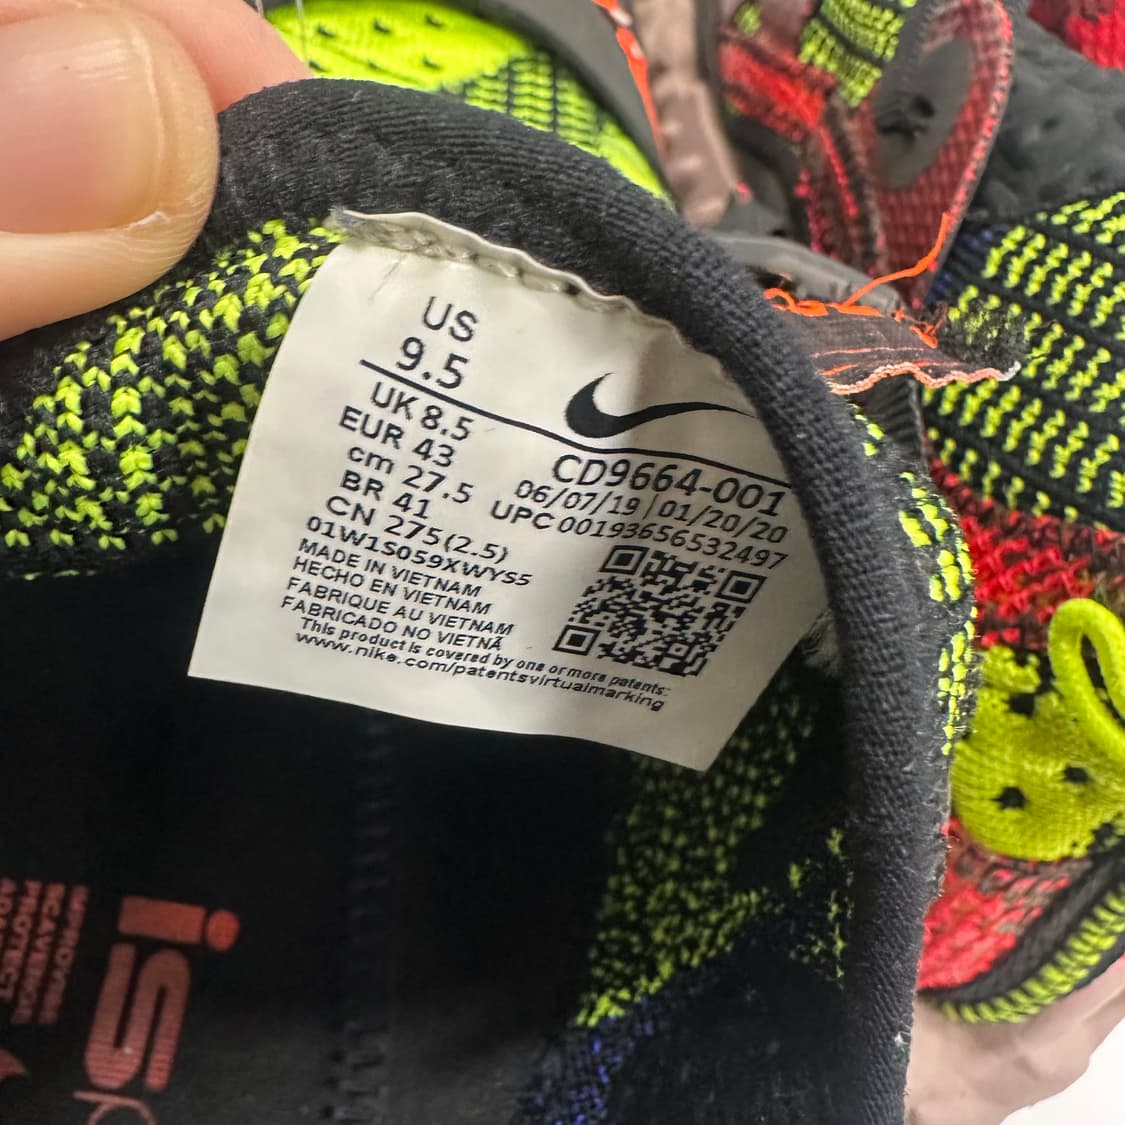 US
9.5
UK 8.5
EUR 43
cm 27.5
BR 41
CN 275(2.5)
01W1S059XWYS5
MADE IN VIETNAM
HECHO EN VIETNAM
FABRIQUE AU VIETNAM
FABRICADO NO VIETNÃ
This product is covered by one or more patents:
www.nike.com/patentsvirtualmarking
CD9664-001
06/07/19|01/20/20
UPC 00193656532497